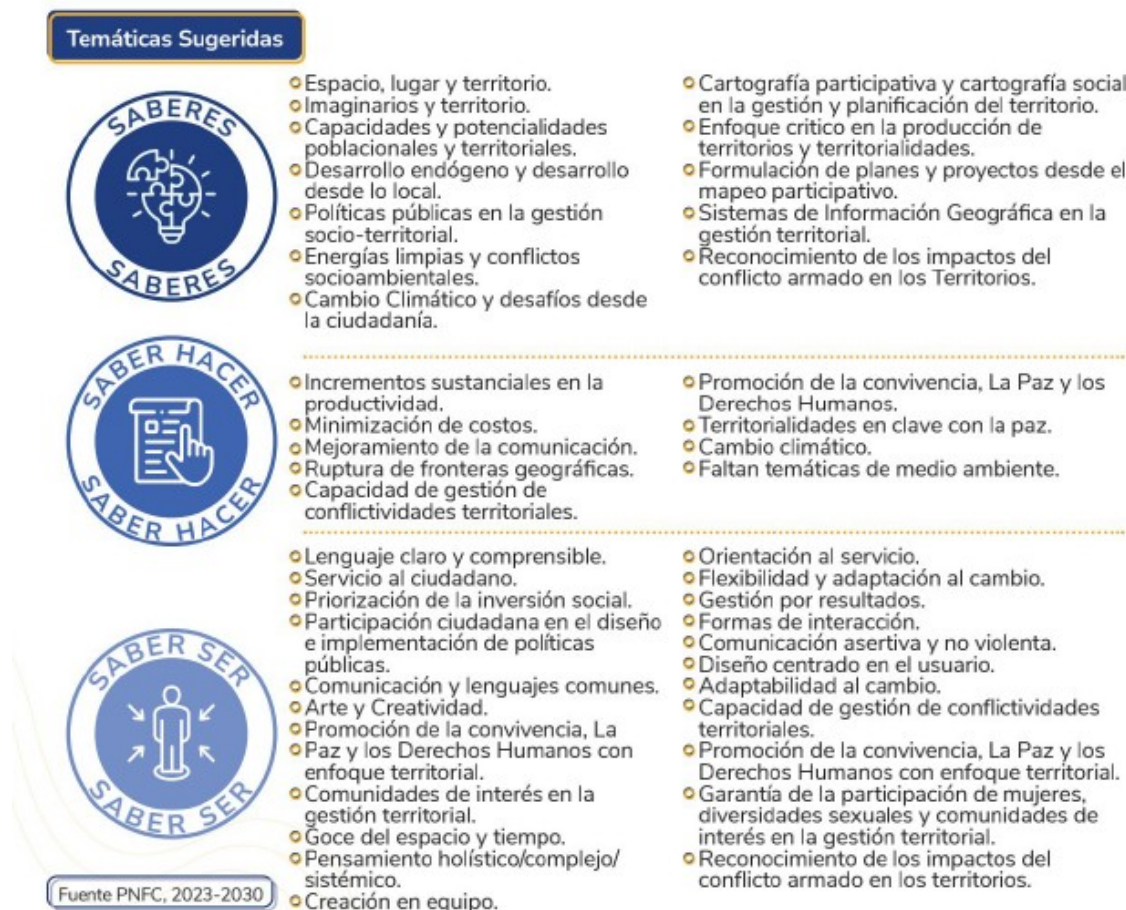 Temáticas Sugeridas
SABERES
SABERES
Espacio, lugar y territorio.
Imaginarios y territorio.
Capacidades y potencialidades
poblacionales y territoriales.
Desarrollo endógeno y desarrollo
desde lo local.
Políticas públicas en la gestión
socio-territorial.
Energías limpias y conflictos
socioambientales.
Cambio Climático y desafíos desde
la ciudadanía.
Cartografía participativa y cartografía social
en la gestión y planificación del territorio.
Enfoque critico en la producción de
territorios y territorialidades.
Formulación de planes y proyectos desde el
mapeo participativo.
Sistemas de Información Geográfica en la
gestión territorial.
Reconocimiento de los impactos del
conflicto armado en los Territorios.
SABER HACER
SABER HACER
Incrementos sustanciales en la
productividad.
Minimización de costos.
Mejoramiento de la comunicación.
Ruptura de fronteras geográficas.
Capacidad de gestión de
conflictividades territoriales.
Promoción de la convivencia, La Paz y los
Derechos Humanos.
Territorialidades en clave con la paz.
Cambio climático.
Faltan temáticas de medio ambiente.
SABER SER
SABER SER
Lenguaje claro y comprensible.
Servicio al ciudadano.
Priorización de la inversión social.
Participación ciudadana en el diseño
e implementación de políticas
públicas.
Comunicación y lenguajes comunes.
Arte y Creatividad.
Promoción de la convivencia, La
Paz y los Derechos Humanos con
enfoque territorial.
Comunidades de interés en la
gestión territorial.
Goce del espacio y tiempo.
Pensamiento holístico/complejo/
sistémico.
Creación en equipo.
Orientación al servicio.
Flexibilidad y adaptación al cambio.
Gestión por resultados.
Formas de interacción.
Comunicación asertiva y no violenta.
Diseño centrado en el usuario.
Adaptabilidad al cambio.
Capacidad de gestión de conflictividades
territoriales.
Promoción de la convivencia, La Paz y los
Derechos Humanos con enfoque territorial.
Garantía de la participación de mujeres,
diversidades sexuales y comunidades de
interés en la gestión territorial.
Reconocimiento de los impactos del
conflicto armado en los territorios.
Fuente PNFC, 2023-2030